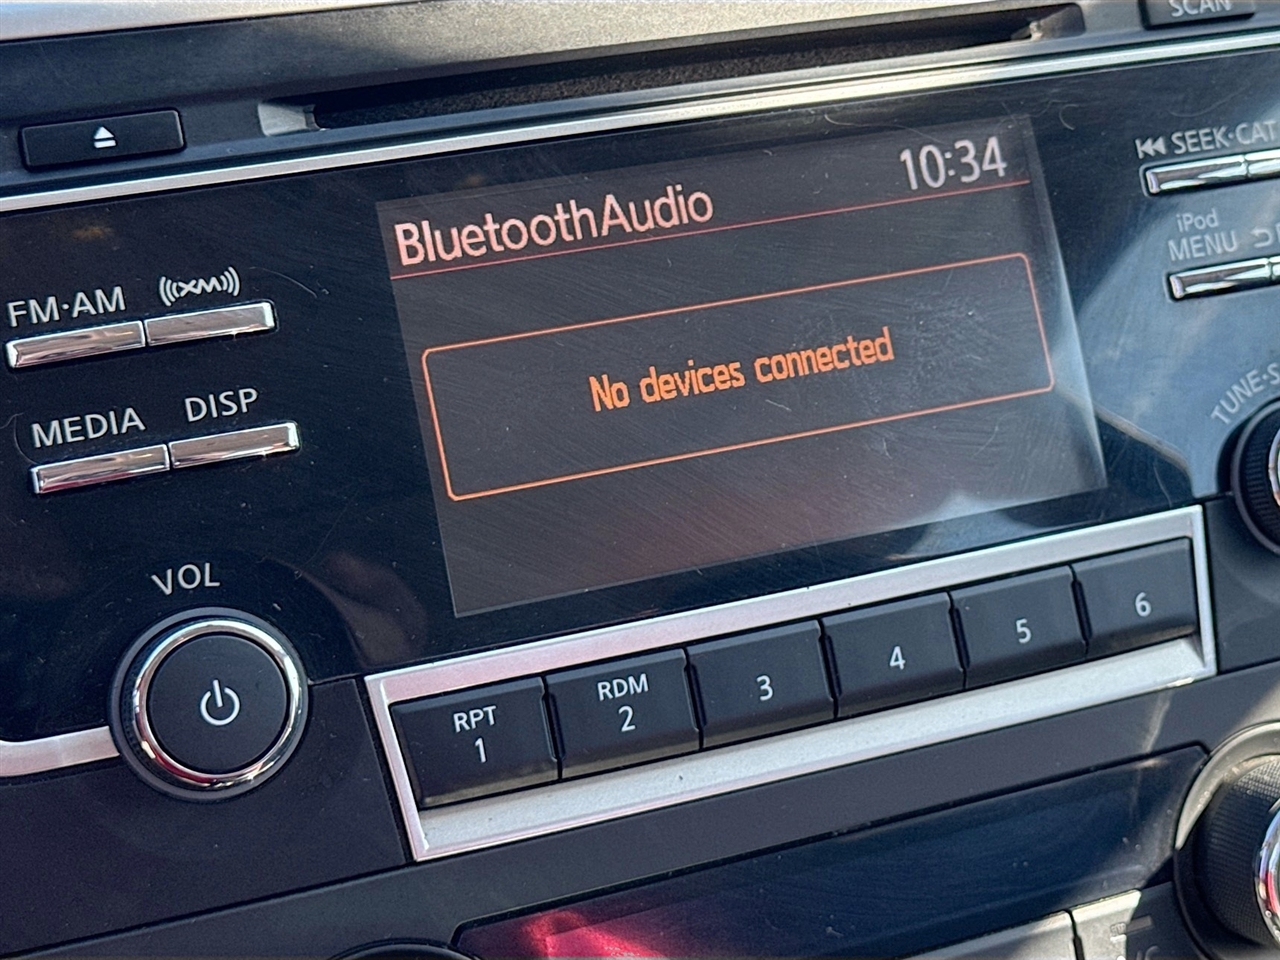 SCAN
10:34
BluetoothAudio
SEEK·CAT
iPod
MENU
FM·AM
((XM))
No devices connected
TUNE·S
MEDIA
DISP
VOL
RPT
1
RDM
2
3
4
5
6